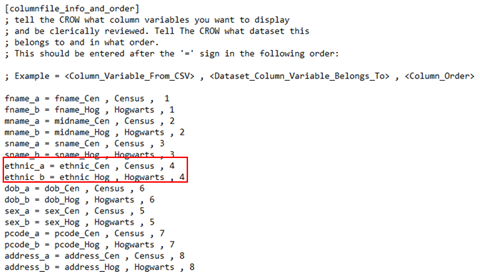 [columnfile_info_and_order]
; tell the CROW what column variables you want to display
; and be clerically reviewed. Tell The CROW what dataset this
; belongs to and in what order.
; This should be entered after the '=' sign in the following order:
; Example = <Column_Variable_From_CSV> , <Dataset_Column_Variable_Belongs_To> , <Column_Order>
fname_a = fname_Cen , Census , 1
fname_b = fname_Hog , Hogwarts , 1
mname_a = midname_Cen , Census , 2
mname_b = midname_Hog , Hogwarts , 2
sname_a = sname_Cen , Census , 3
sname_b = sname_Hog , Hogwarts , 3
ethnic_a = ethnic_Cen , Census , 4
ethnic_b = ethnic_Hog , Hogwarts , 4
dob_a = dob_Cen , Census , 6
dob_b = dob_Hog , Hogwarts , 6
sex_a = sex_Cen , Census , 5
sex_b = sex_Hog , Hogwarts , 5
pcode_a = pcode_Cen , Census , 7
pcode_b = pcode_Hog , Hogwarts , 7
address_a = address_Cen , Census , 8
address_b = address_Hog , Hogwarts , 8